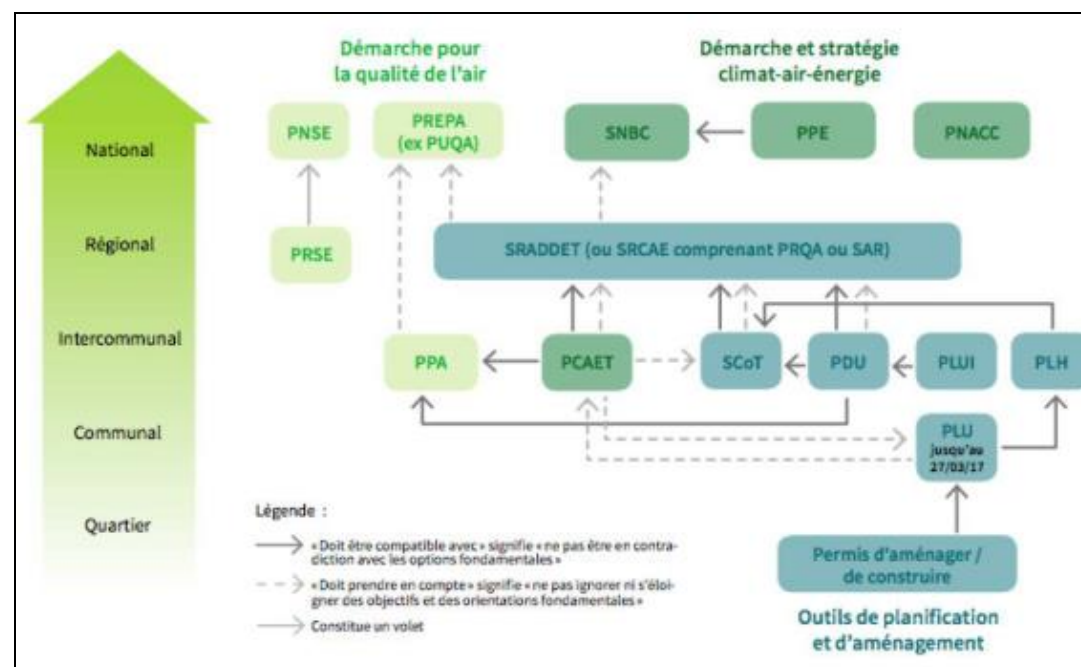 Démarche pour
la qualité de l'air
Démarche et stratégie
climat-air-énergie
National
PNSE
PREPA
(ex PUQA)
SNBC
PPE
PNACC
Régional
PRSE
SRADDET (ou SRCAE comprenant PRQA ou SAR)
Intercommunal
PPA
PCAET
SCoT
PDU
PLUI
PLH
Communal
PLU
jusqu'au
27/03/17
Quartier
Permis d'aménager /
de construire
Outils de planification
et d'aménagement
Légende :
« Doit être compatible avec » signifie « ne pas être en contra-
diction avec les options fondamentales »
« Doit prendre en compte » signifie « ne pas ignorer ni s'éloi-
gner des objectifs et des orientations fondamentales »
Constitue un volet